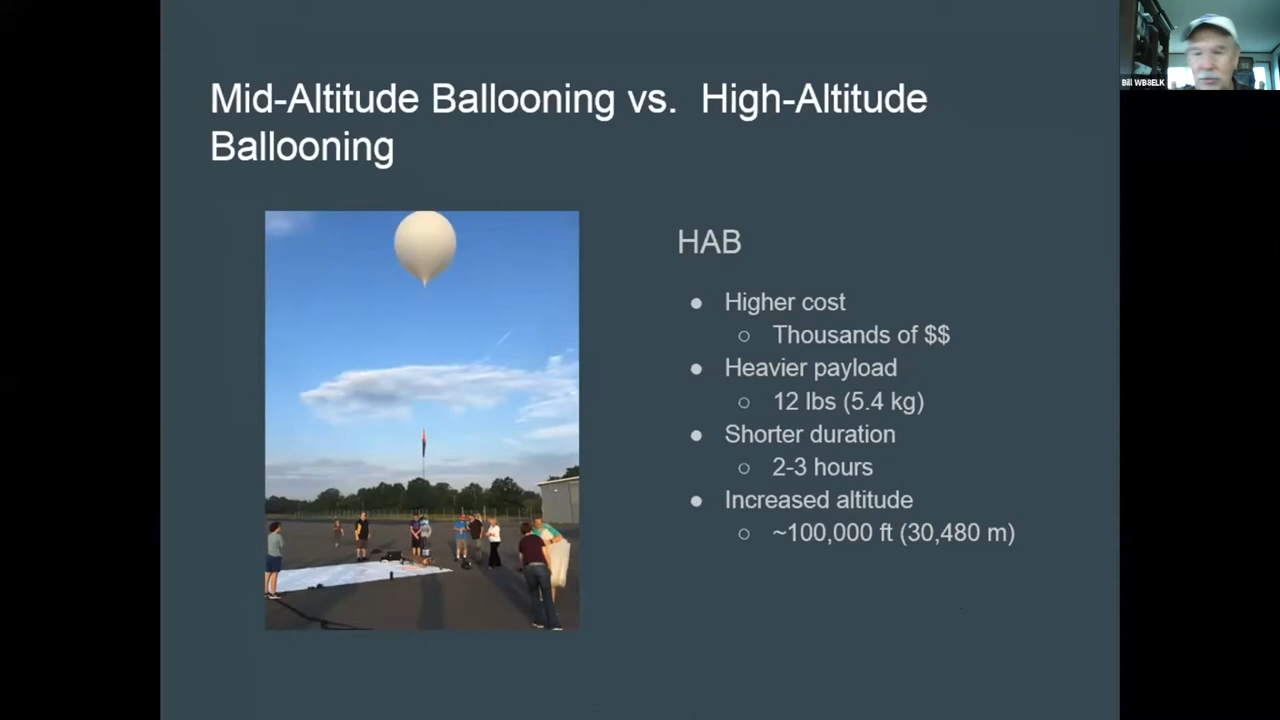 Mid-Altitude Ballooning vs. High-Altitude
Ballooning
Bill WB8ELK
HAB
● Higher cost
○ Thousands of $$
● Heavier payload
○ 12 lbs (5.4 kg)
● Shorter duration
○ 2-3 hours
● Increased altitude
○ ~100,000 ft (30,480 m)